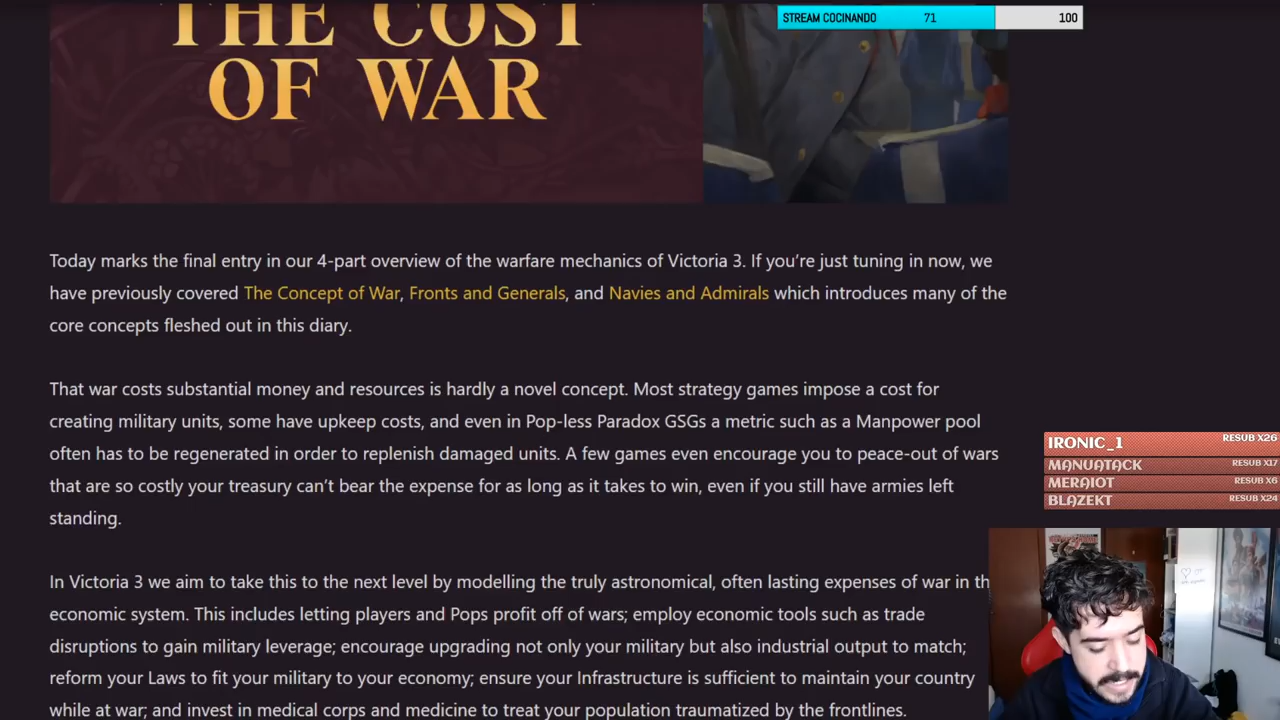 THE COST
OF WAR
STREAM COCINANDO 71 100
Today marks the final entry in our 4-part overview of the warfare mechanics of Victoria 3. If you’re just tuning in now, we
have previously covered The Concept of War, Fronts and Generals, and Navies and Admirals which introduces many of the
core concepts fleshed out in this diary.
That war costs substantial money and resources is hardly a novel concept. Most strategy games impose a cost for
creating military units, some have upkeep costs, and even in Pop-less Paradox GSGs a metric such as a Manpower pool
often has to be regenerated in order to replenish damaged units. A few games even encourage you to peace-out of wars
that are so costly your treasury can’t bear the expense for as long as it takes to win, even if you still have armies left
standing.
IRONIC_1 RESUB X26
MANUATACK RESUB X17
MERAIOT RESUB X6
BLAZEKT RESUB X24
In Victoria 3 we aim to take this to the next level by modelling the truly astronomical, often lasting expenses of war in th
economic system. This includes letting players and Pops profit off of wars; employ economic tools such as trade
disruptions to gain military leverage; encourage upgrading not only your military but also industrial output to match;
reform your Laws to fit your military to your economy; ensure your Infrastructure is sufficient to maintain your country
while at war; and invest in medical corps and medicine to treat your population traumatized by the frontlines.